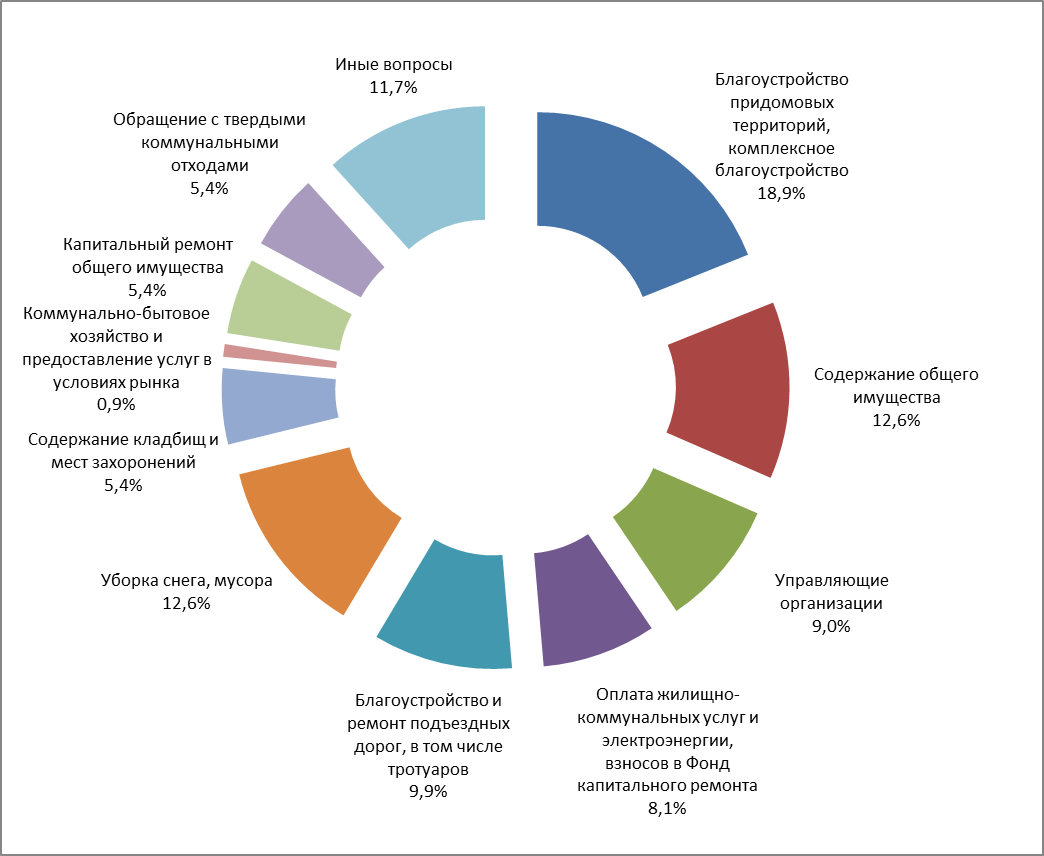 Иные вопросы
11,7%
Благоустройство
придомовых
территорий,
комплексное
благоустройство
18,9%
Обращение с твердыми
коммунальными
отходами
5,4%
Капитальный ремонт
общего имущества
5,4%
Коммунально-бытовое
хозяйство и
предоставление услуг в
условиях рынка
0,9%
Содержание общего
имущества
12,6%
Содержание кладбищ и
мест захоронений
5,4%
Уборка снега, мусора
12,6%
Управляющие
организации
9,0%
Благоустройство и
ремонт подъездных
дорог, в том числе
тротуаров
9,9%
Оплата жилищно-
коммунальных услуг и
электроэнергии,
взносов в Фонд
капитального ремонта
8,1%